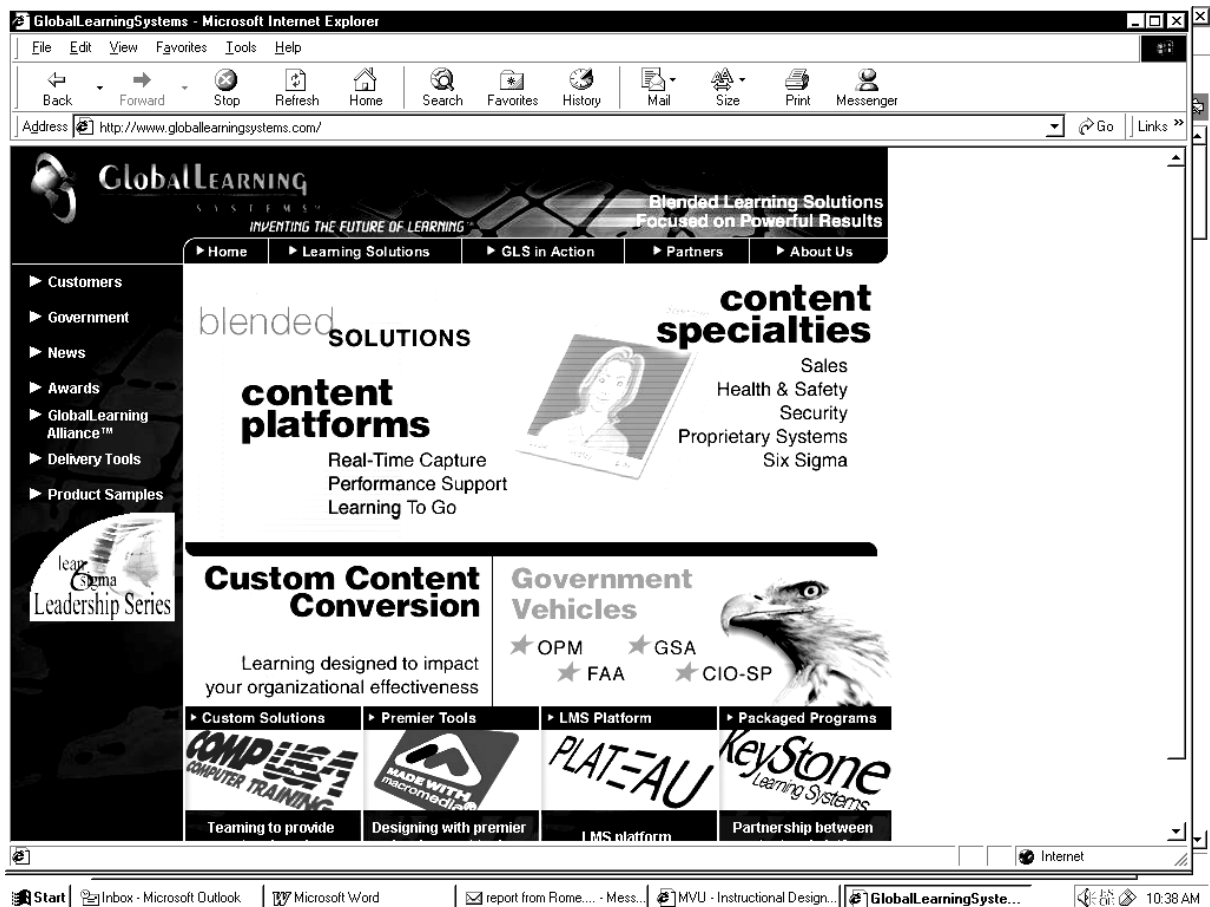 GlobalLearningSystems - Microsoft Internet Explorer
File Edit View Favorites Tools Help
Back Forward Stop Refresh Home Search Favorites History Mail Size Print Messenger
Address http://www.globallearningsystems.com/ Go Links »
GLOBALLEARNING
SYSTEMS
INVENTING THE FUTURE OF LEARNING
Blended Learning Solutions
Focused on Powerful Results
Home Learning Solutions GLS in Action Partners About Us
Customers
Government
News
Awards
GlobalLearning
Alliance™
Delivery Tools
Product Samples
lean
sigma
Leadership Series
blended
SOLUTIONS
content
platforms
Real-Time Capture
Performance Support
Learning To Go
content
specialties
Sales
Health & Safety
Security
Proprietary Systems
Six Sigma
Custom Content
Conversion
Learning designed to impact
your organizational effectiveness
Government
Vehicles
OPM GSA
FAA CIO-SP
Custom Solutions Premier Tools LMS Platform Packaged Programs
COMPUSA
COMPUTER TRAINING
MADE WITH
macromedia®
PLATEAU
KeyStone
Learning Systems
Teaming to provide
Designing with premier
LMS platform
Partnership between
Internet
Start Inbox - Microsoft Outlook Microsoft Word report from Rome.... - Mess... MVU - Instructional Design... GlobalLearningSyste... 10:38 AM